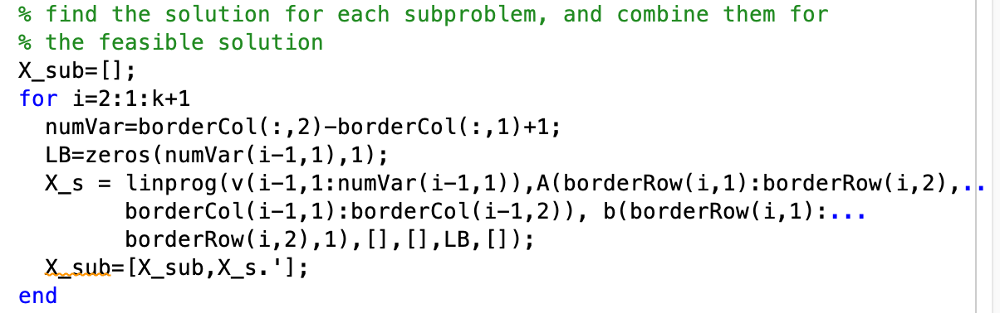 % find the solution for each subproblem, and combine them for
% the feasible solution
X_sub=[];
for i=2:1:k+1
  numVar=borderCol(:,2)-borderCol(:,1)+1;
  LB=zeros(numVar(i-1,1),1);
  X_s = linprog(v(i-1,1:numVar(i-1,1)),A(borderRow(i,1):borderRow(i,2),..
        borderCol(i-1,1):borderCol(i-1,2)), b(borderRow(i,1):...
        borderRow(i,2),1),[],[],LB,[]);
  X_sub=[X_sub,X_s.'];
end